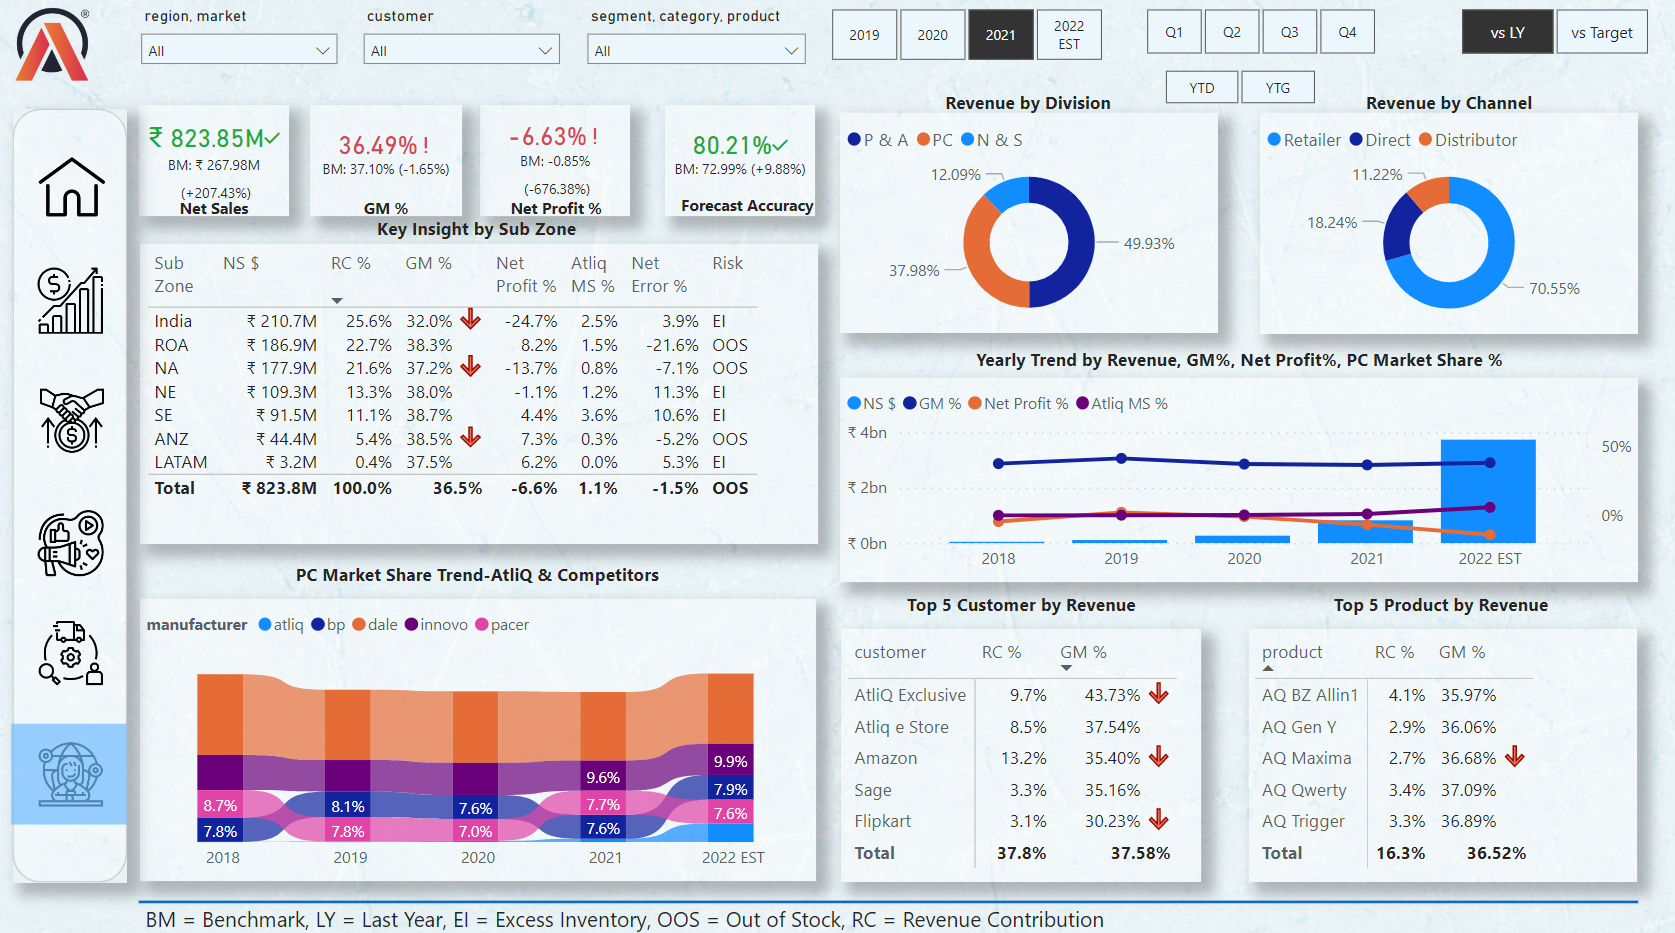 ®
region, market
customer
segment, category, product
All
All
All
2019
2020
2021
2022 EST
Q1
Q2
Q3
Q4
vs LY
vs Target
YTD
YTG
₹ 823.85M✓
BM: ₹ 267.98M
(+207.43%)
Net Sales
36.49% !
BM: 37.10% (-1.65%)
GM %
-6.63% !
BM: -0.85%
(-676.38%)
Net Profit %
80.21%✓
BM: 72.99% (+9.88%)
Forecast Accuracy
Key Insight by Sub Zone
Sub Zone NS $ RC % GM % Net Profit % Atliq MS % Net Error % Risk
India ₹ 210.7M 25.6% 32.0% -24.7% 2.5% 3.9% EI
ROA ₹ 186.9M 22.7% 38.3% 8.2% 1.5% -21.6% OOS
NA ₹ 177.9M 21.6% 37.2% -13.7% 0.8% -7.1% OOS
NE ₹ 109.3M 13.3% 38.0% -1.1% 1.2% 11.3% EI
SE ₹ 91.5M 11.1% 38.7% 4.4% 3.6% 10.6% EI
ANZ ₹ 44.4M 5.4% 38.5% 7.3% 0.3% -5.2% OOS
LATAM ₹ 3.2M 0.4% 37.5% 6.2% 0.0% 5.3% EI
Total ₹ 823.8M 100.0% 36.5% -6.6% 1.1% -1.5% OOS
Revenue by Division
P & A PC N & S
12.09%
49.93%
37.98%
Revenue by Channel
Retailer Direct Distributor
11.22%
18.24%
70.55%
Yearly Trend by Revenue, GM%, Net Profit%, PC Market Share %
NS $ GM % Net Profit % Atliq MS %
₹ 4bn
₹ 2bn
₹ 0bn
50%
0%
2018 2019 2020 2021 2022 EST
PC Market Share Trend-AtliQ & Competitors
manufacturer atliq bp dale innovo pacer
8.7%
7.8%
8.1%
7.8%
7.6%
7.0%
9.6%
7.7%
7.6%
9.9%
7.9%
7.6%
2018 2019 2020 2021 2022 EST
Top 5 Customer by Revenue
customer RC % GM %
AtliQ Exclusive 9.7% 43.73%
Atliq e Store 8.5% 37.54%
Amazon 13.2% 35.40%
Sage 3.3% 35.16%
Flipkart 3.1% 30.23%
Total 37.8% 37.58%
Top 5 Product by Revenue
product RC % GM %
AQ BZ Allin1 4.1% 35.97%
AQ Gen Y 2.9% 36.06%
AQ Maxima 2.7% 36.68%
AQ Qwerty 3.4% 37.09%
AQ Trigger 3.3% 36.89%
Total 16.3% 36.52%
BM = Benchmark, LY = Last Year, EI = Excess Inventory, OOS = Out of Stock, RC = Revenue Contribution